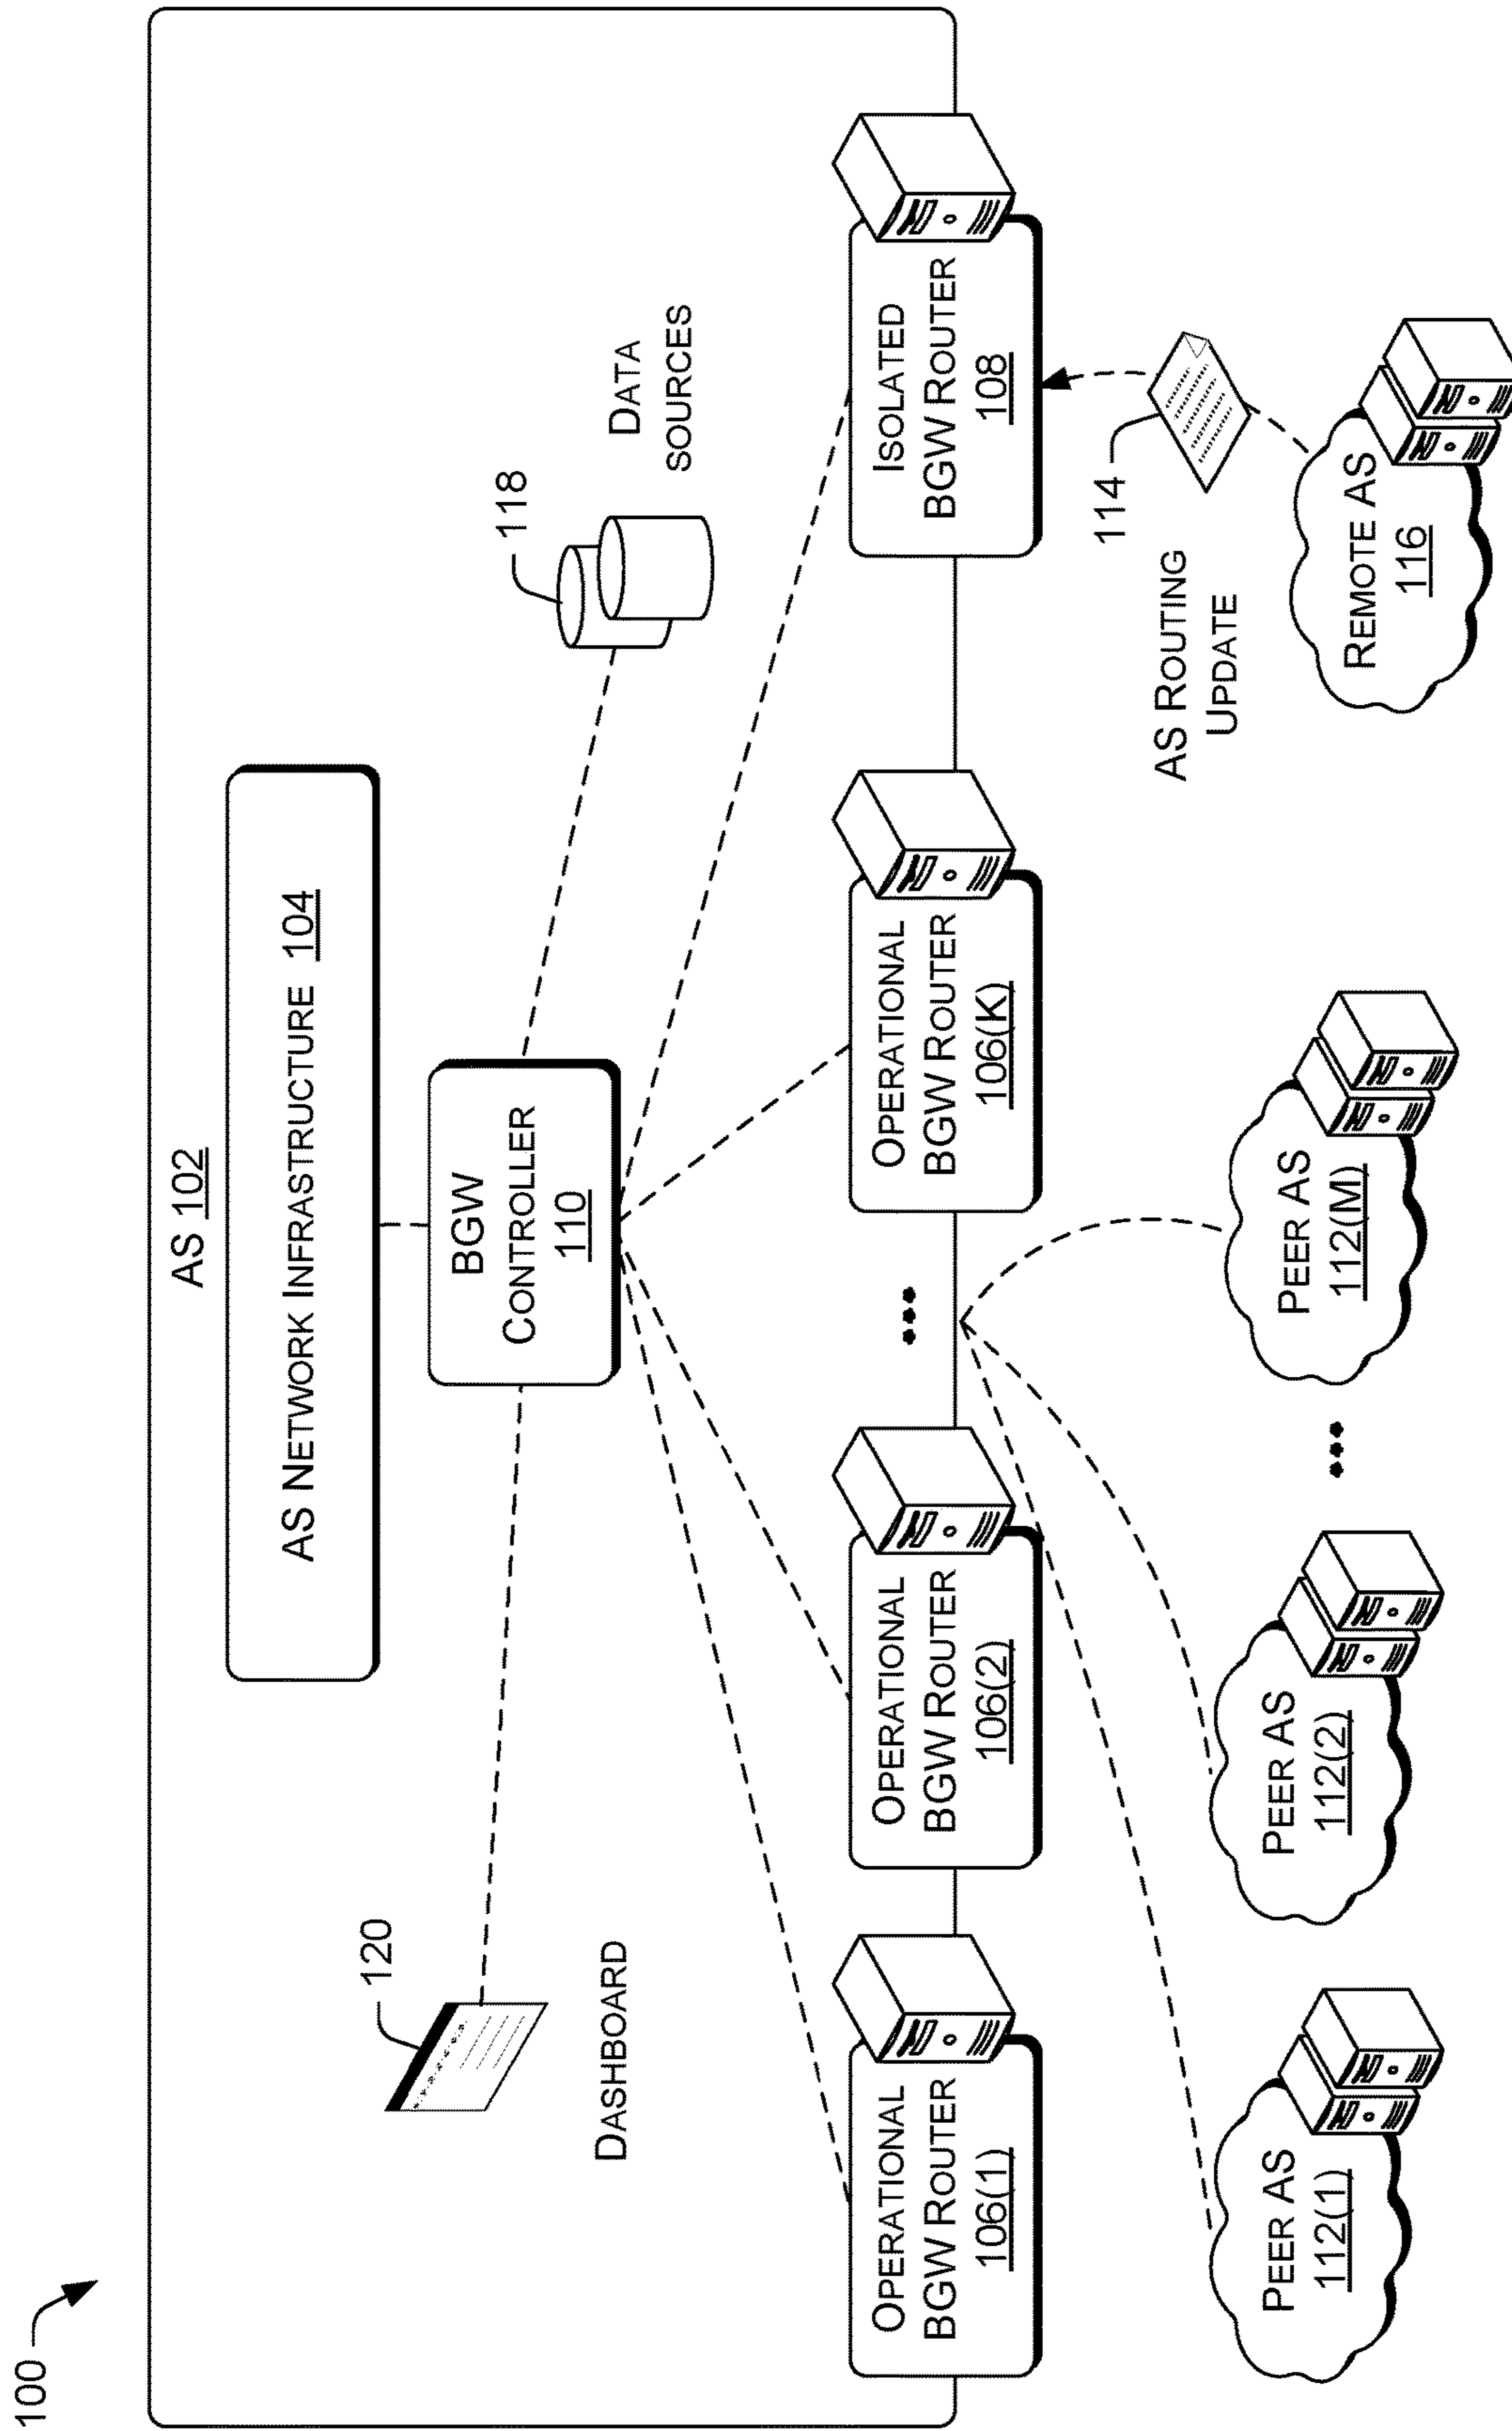 100
AS 102
AS NETWORK INFRASTRUCTURE 104
120
DASHBOARD
BGW
CONTROLLER
110
118
DATA
SOURCES
OPERATIONAL
BGW ROUTER
106(1)
OPERATIONAL
BGW ROUTER
106(2)
•••
OPERATIONAL
BGW ROUTER
106(K)
ISOLATED
BGW ROUTER
108
AS ROUTING
UPDATE
114
PEER AS
112(1)
PEER AS
112(2)
•••
PEER AS
112(M)
REMOTE AS
116